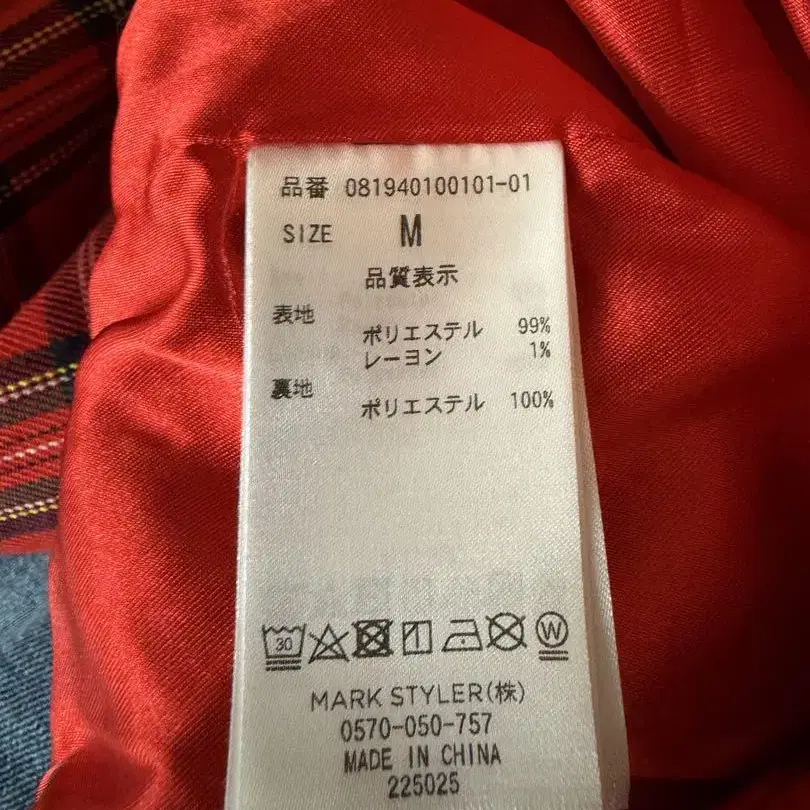 品番 081940100101-01
SIZE M
品質表示
表地
ポリエステル 99%
レーヨン 1%
裏地
ポリエステル 100%
30 W
MARK STYLER(株)
0570-050-757
MADE IN CHINA
225025